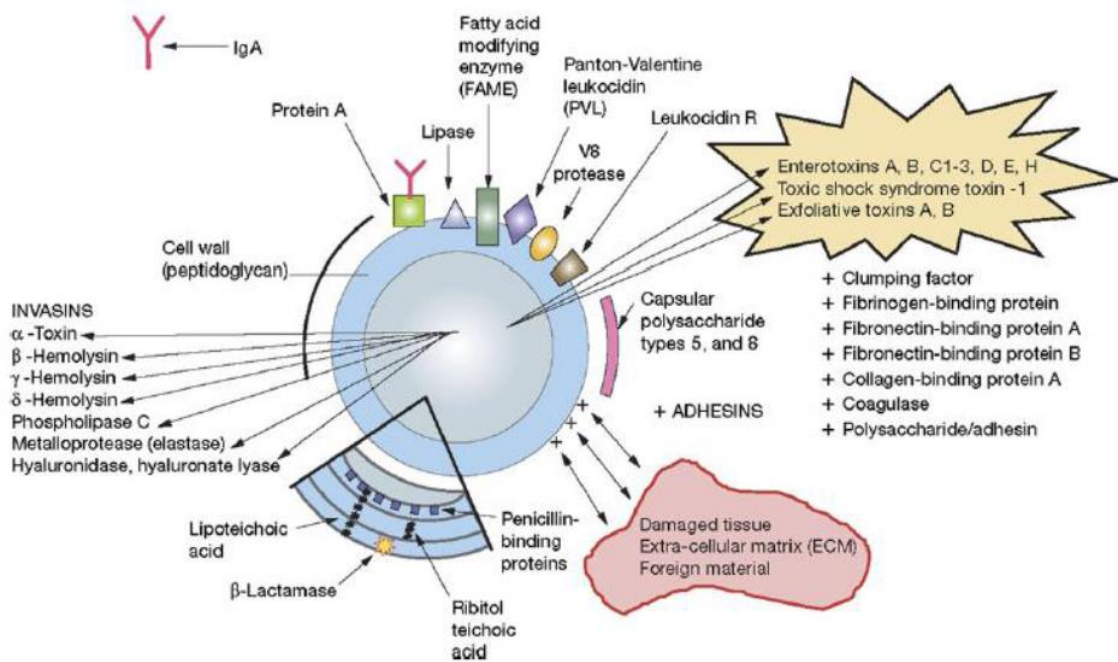 IgA
Protein A
Lipase
Fatty acid
modifying
enzyme
(FAME)
Panton-Valentine
leukocidin
(PVL)
V8
protease
Leukocidin R
Enterotoxins A, B, C1-3, D, E, H
Toxic shock syndrome toxin -1
Exfoliative toxins A, B
Cell wall
(peptidoglycan)
INVASINS
α -Toxin
β -Hemolysin
γ -Hemolysin
δ -Hemolysin
Phospholipase C
Metalloprotease (elastase)
Hyaluronidase, hyaluronate lyase
Capsular
polysaccharide
types 5, and 8
+ ADHESINS
+ Clumping factor
+ Fibrinogen-binding protein
+ Fibronectin-binding protein A
+ Fibronectin-binding protein B
+ Collagen-binding protein A
+ Coagulase
+ Polysaccharide/adhesin
+
+
+
+
Lipoteichoic
acid
β-Lactamase
Ribitol
teichoic
acid
Penicillin-
binding
proteins
Damaged tissue
Extra-cellular matrix (ECM)
Foreign material